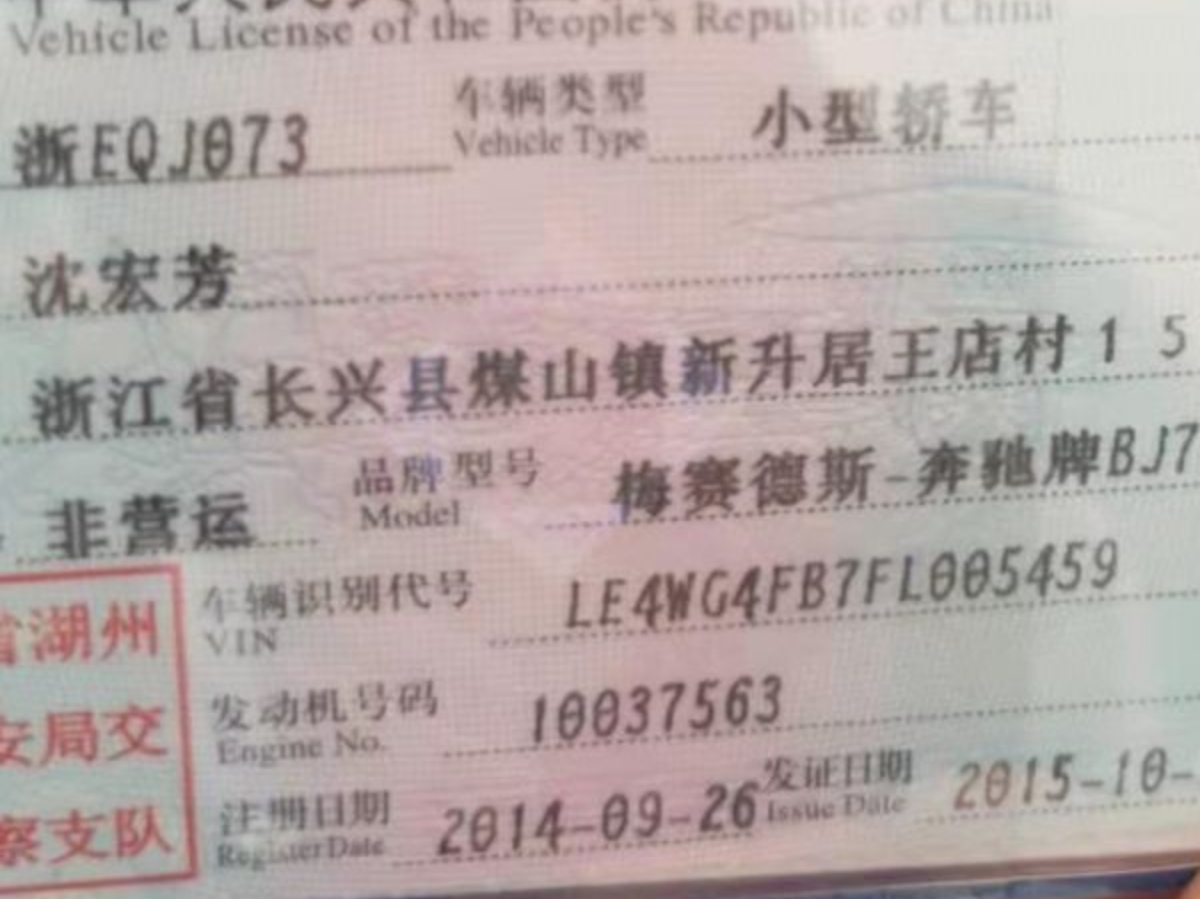 Vehicle License of the People's Republic of China
浙EQJ073 车辆类型 小型轿车
Vehicle Type
沈宏芳
浙江省长兴县煤山镇新升居王店村15
非营运 品牌型号 梅赛德斯-奔驰牌BJ7
Model
省湖州 车辆识别代号 LE4WG4FB7FL005459
VIN
安局交 发动机号码 10037563
Engine No.
察支队 注册日期 2014-09-26 发证日期 2015-10-
Register Date Issue Date